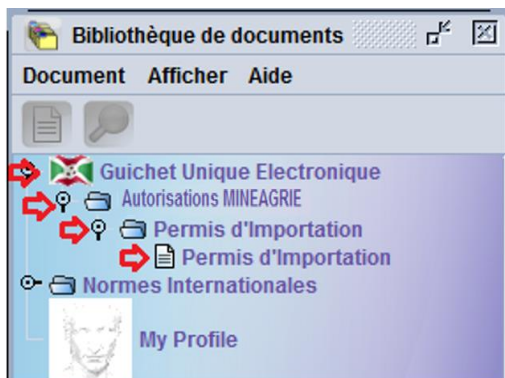 Bibliothèque de documents
Document Afficher Aide
Guichet Unique Electronique
Autorisations MINEAGRIE
Permis d'Importation
Permis d'Importation
Normes Internationales
My Profile